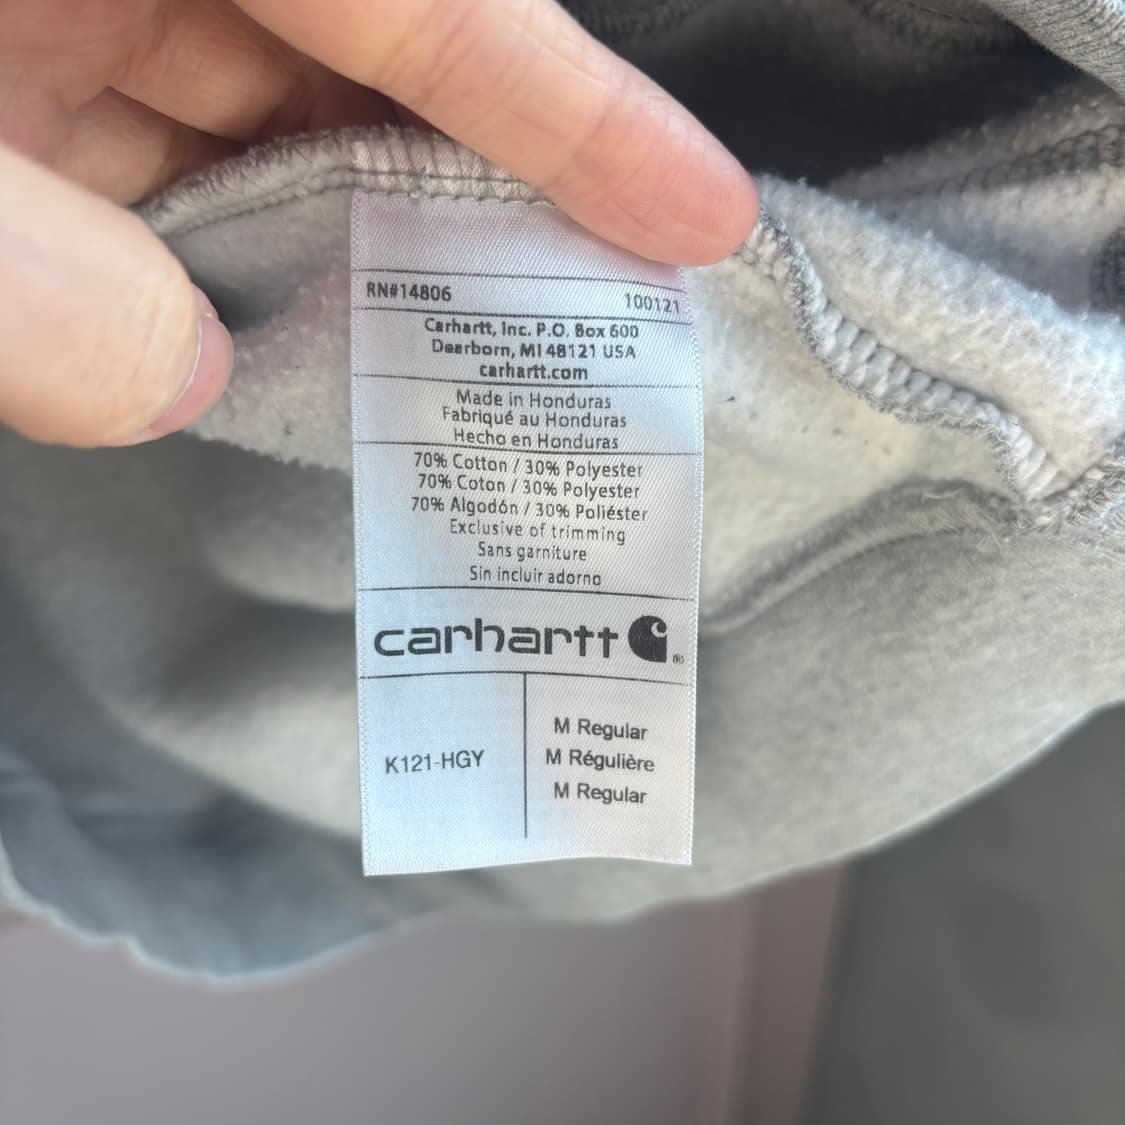 RN#14806 100121
Carhartt, Inc. P.O. Box 600
Dearborn, MI 48121 USA
carhartt.com
Made in Honduras
Fabriqué au Honduras
Hecho en Honduras
70% Cotton / 30% Polyester
70% Coton / 30% Polyester
70% Algodón / 30% Poliéster
Exclusive of trimming
Sans garniture
Sin incluir adorno
carhartt ®
K121-HGY
M Regular
M Régulière
M Regular